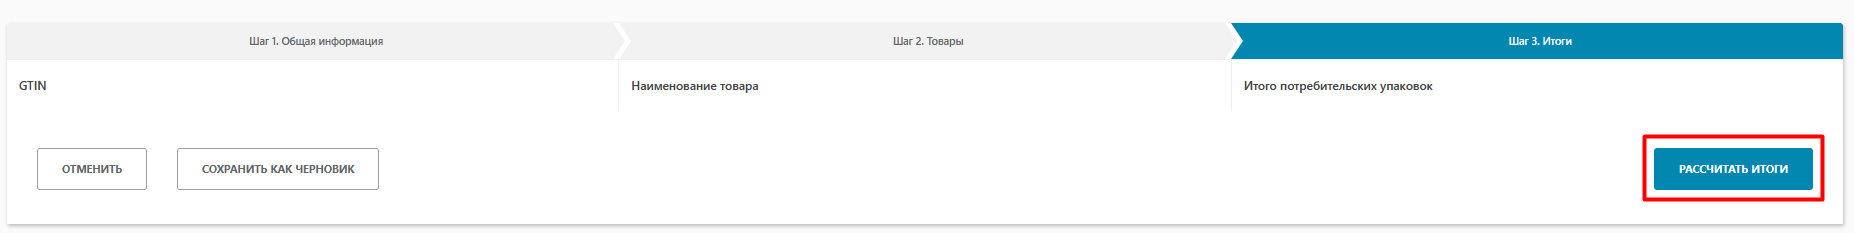 Шаг 1. Общая информация
Шаг 2. Товары
Шаг 3. Итоги
GTIN
Наименование товара
Итого потребительских упаковок
ОТМЕНИТЬ
СОХРАНИТЬ КАК ЧЕРНОВИК
РАССЧИТАТЬ ИТОГИ